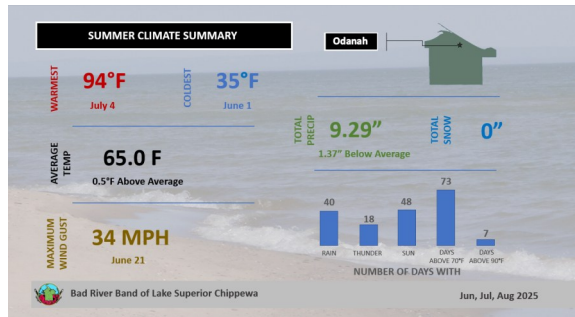 SUMMER CLIMATE SUMMARY
Odanah
WARMEST
94°F
July 4
COLDEST
35°F
June 1
TOTAL
PRECIP
9.29”
1.37” Below Average
TOTAL
SNOW
0”
AVERAGE
TEMP
65.0 F
0.5°F Above Average
MAXIMUM
WIND GUST
34 MPH
June 21
40
18
48
73
7
RAIN
THUNDER
SUN
DAYS
ABOVE 70°F
DAYS
ABOVE 90°F
NUMBER OF DAYS WITH
Bad River Band of Lake Superior Chippewa
Jun, Jul, Aug 2025